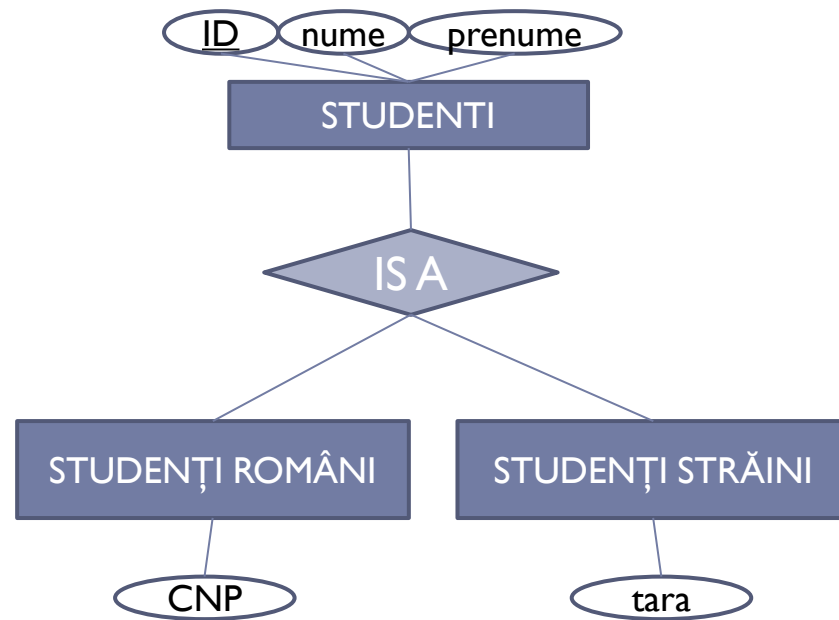 ID nume prenume
STUDENTI
IS A
STUDENȚI ROMÂNI STUDENȚI STRĂINI
CNP tara